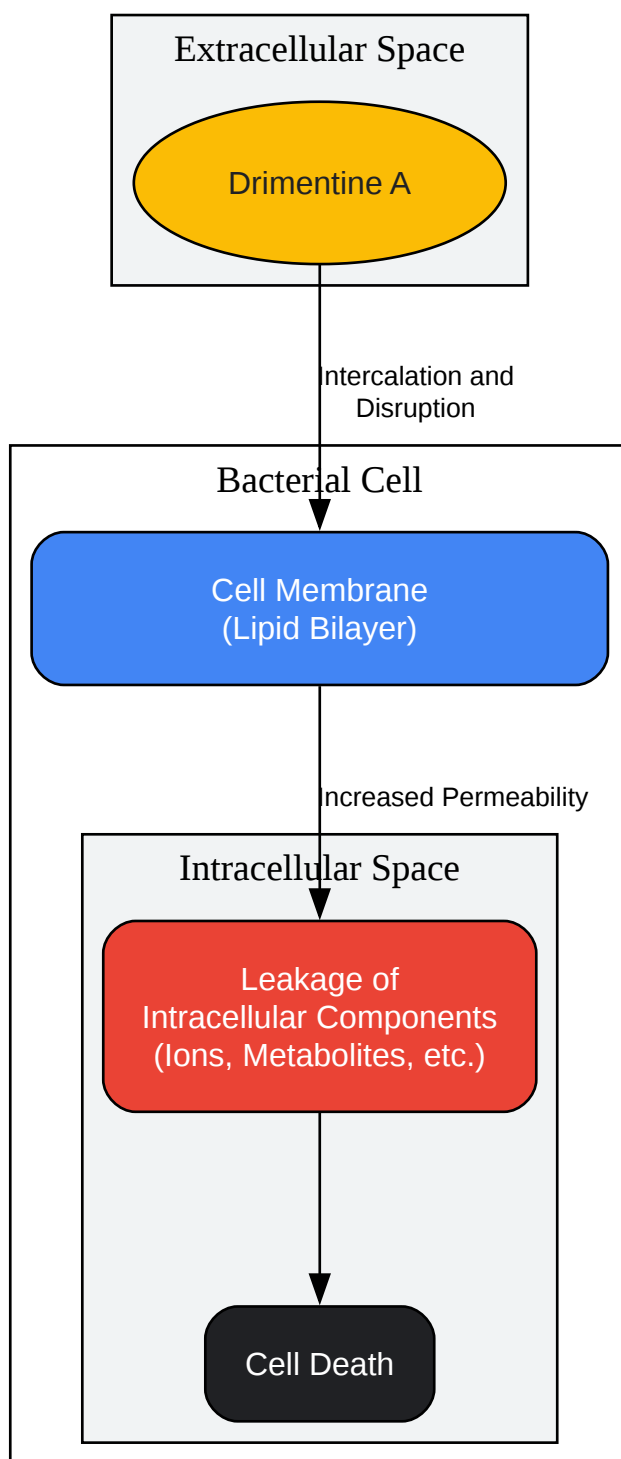 Extracellular Space
Drimentine A
Intercalation and
Disruption
Bacterial Cell
Cell Membrane
(Lipid Bilayer)
Increased Permeability
Intracellular Space
Leakage of
Intracellular Components
(Ions, Metabolites, etc.)
Cell Death